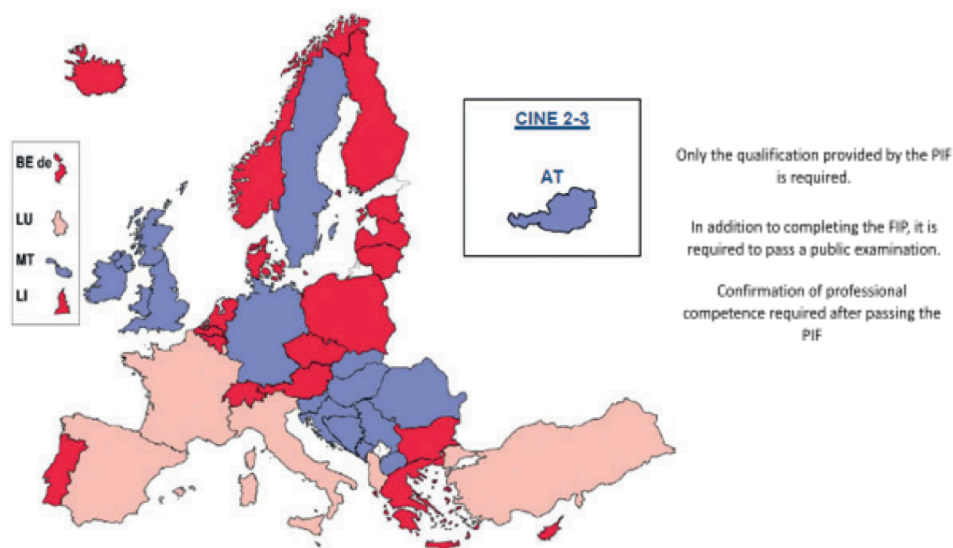 BE de
LU
MT
LI
CINE 2-3
AT
Only the qualification provided by the PIF
is required.
In addition to completing the FIP, it is
required to pass a public examination.
Confirmation of professional
competence required after passing the
PIF